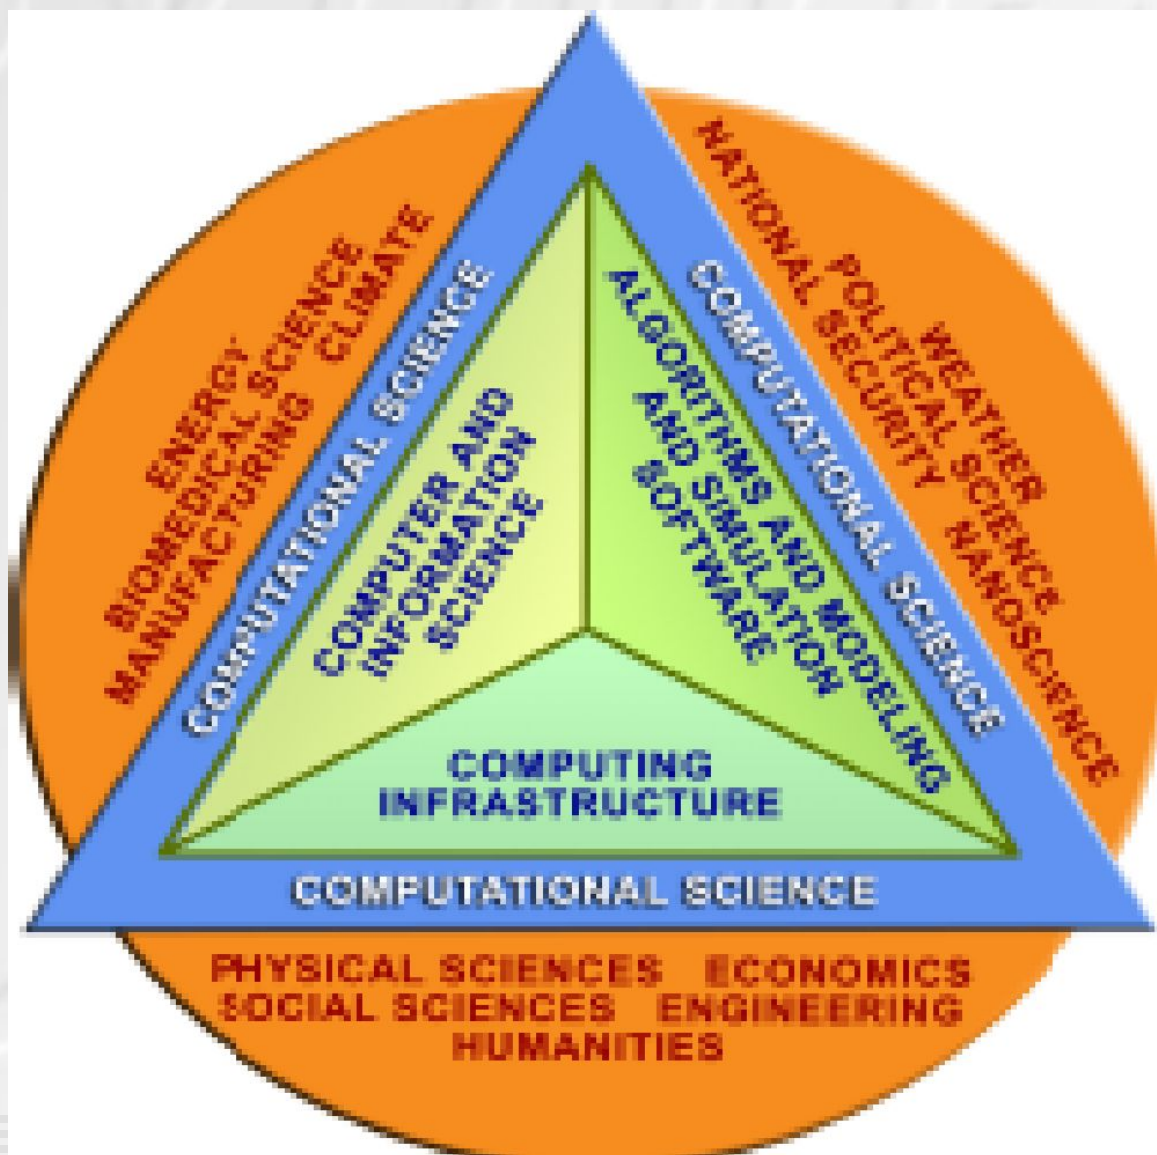 ENERGY
BIOMEDICAL SCIENCE
MANUFACTURING CLIMATE
COMPUTATIONAL SCIENCE
COMPUTER AND
INFORMATION
SCIENCE
NATIONAL SECURITY
POLITICAL SCIENCE
WEATHER
NANOSCIENCE
COMPUTATIONAL SCIENCE
ALGORITHMS AND MODELING
AND SIMULATION
SOFTWARE
COMPUTING
INFRASTRUCTURE
COMPUTATIONAL SCIENCE
PHYSICAL SCIENCES ECONOMICS
SOCIAL SCIENCES ENGINEERING
HUMANITIES